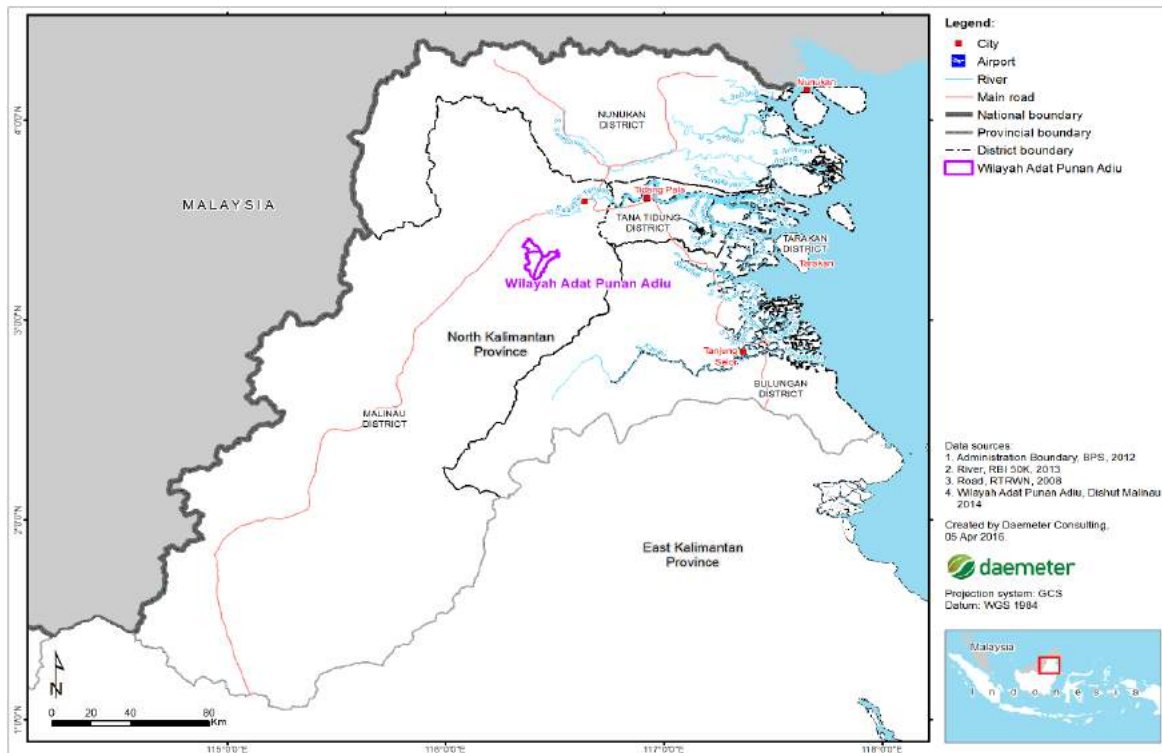 Legend:
City
Airport
River
Main road
National boundary
Provincial boundary
District boundary
Wilayah Adat Punan Adiu
4°0'0"N
3°0'0"N
2°0'0"N
1°0'0"N
115°0'0"E
116°0'0"E
117°0'0"E
118°0'0"E
MALAYSIA
Nunukan
NUNUKAN
DISTRICT
Tidang Pala
TANA TIDUNG
DISTRICT
TARAKAN
DISTRICT
Tarakan
Wilayah Adat Punan Adiu
North Kalimantan
Province
Tanjung
Selor
BULUNGAN
DISTRICT
MALINAU
DISTRICT
East Kalimantan
Province
N
0 20 40 80
Km
Data sources:
1. Administration Boundary, BPS, 2012
2. River, RBI 50K, 2013
3. Road, RTRWN, 2008
4. Wilayah Adat Punan Adiu, Dishut Malinau
2014
Created by Daemeter Consulting,
05 Apr 2016.
daemeter
Projection system: GCS
Datum: WGS 1984
Malaysia
Indonesia